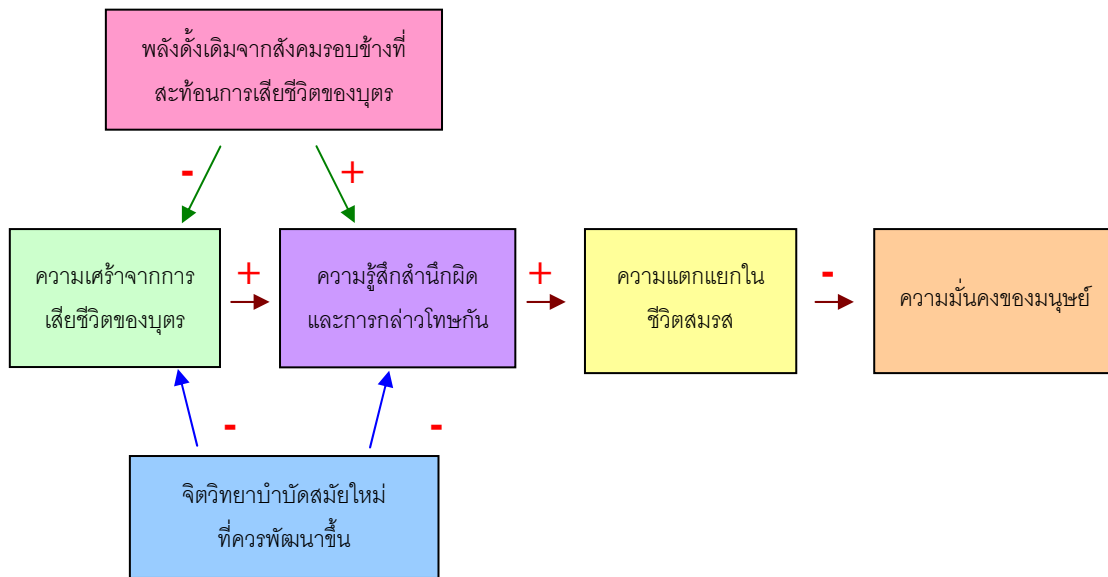 พลังดั้งเดิมจากสังคมรอบข้างที่
สะท้อนการเสียชีวิตของบุตร
-
+
ความเศร้าจากการ
เสียชีวิตของบุตร
+
ความรู้สึกสำนึกผิด
และการกล่าวโทษกัน
+
ความแตกแยกใน
ชีวิตสมรส
-
ความมั่นคงของมนุษย์
-
-
จิตวิทยาบำบัดสมัยใหม่
ที่ควรพัฒนาขึ้น